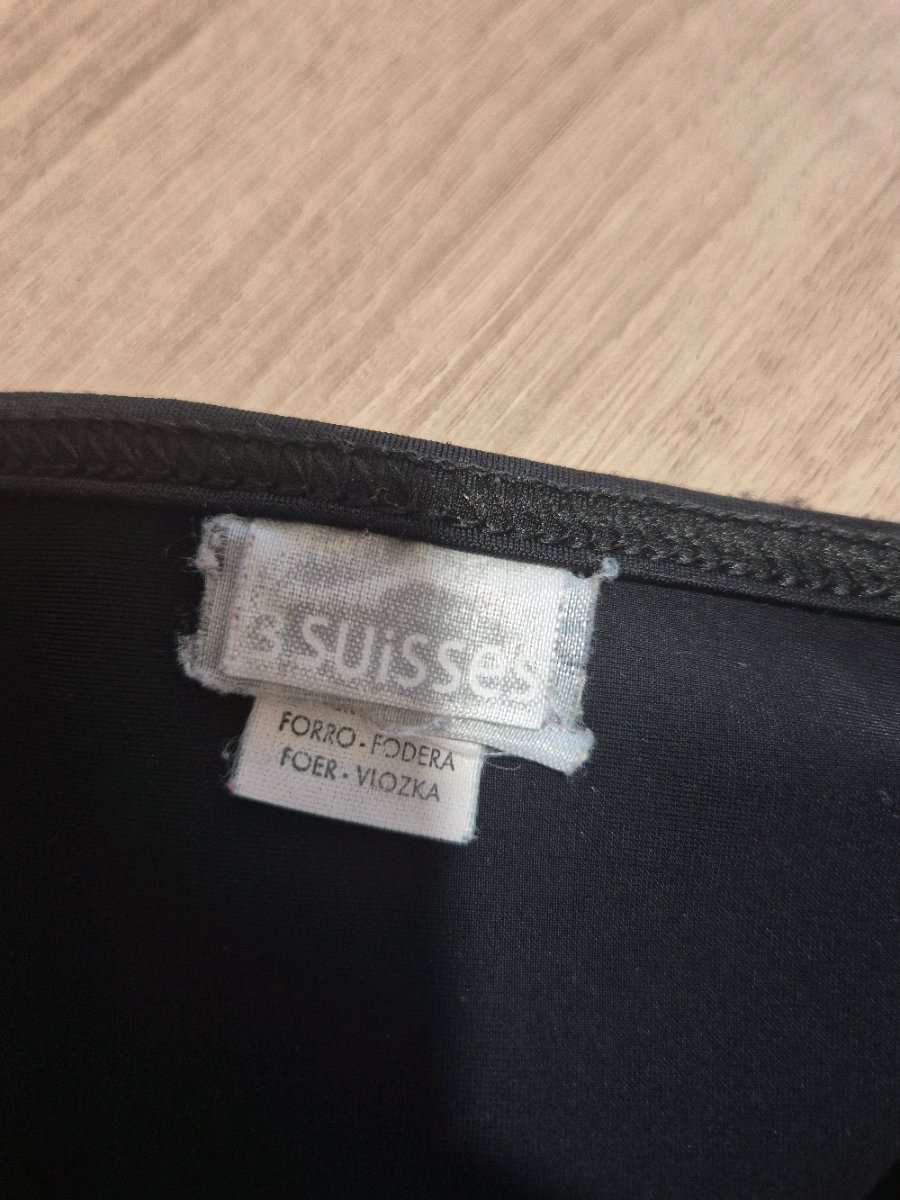 3 SUiSSeS
FORRO - FODERA
FOER - VLOZKA